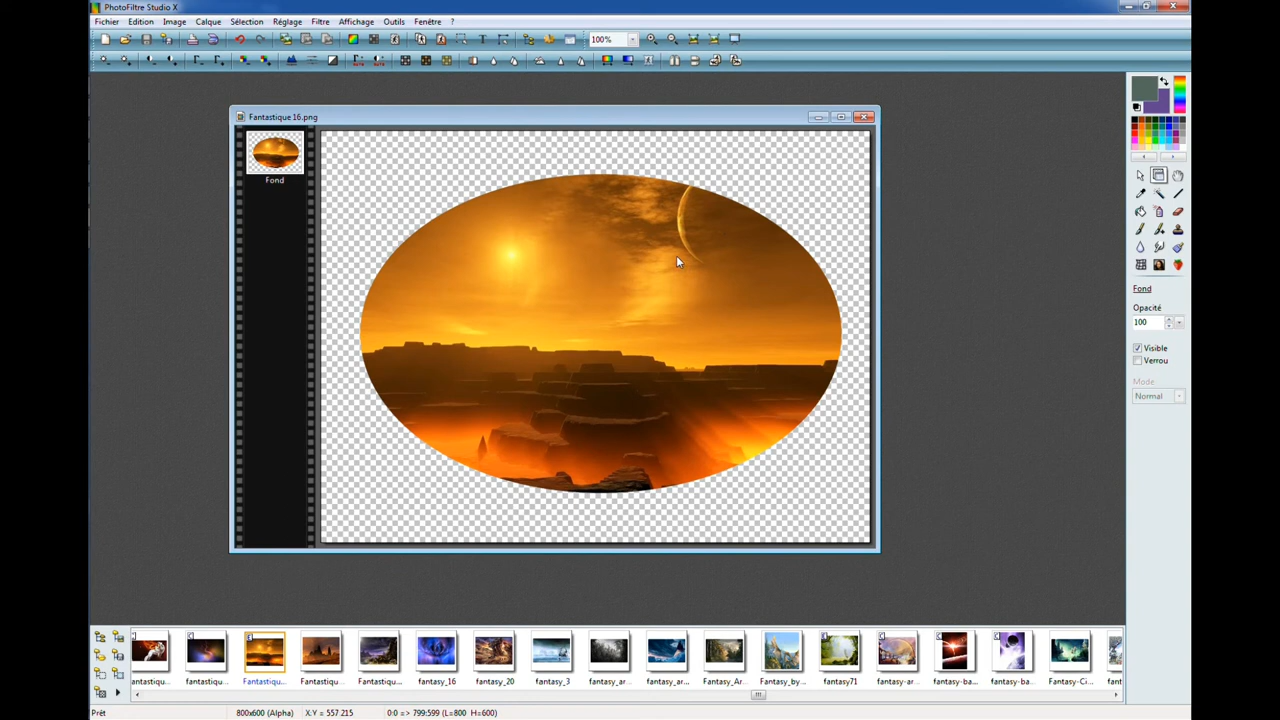 PhotoFiltre Studio X
Fichier Edition Image Calque Sélection Réglage Filtre Affichage Outils Fenêtre ?
100%
Fantastique 16.png
Fond
Fond
Opacité
100
Visible
Verrou
Mode
Normal
antastiqu... fantastiqu... Fantastiqu... Fantastiqu... Fantastiqu... fantasy_16 fantasy_20 fantasy_3 fantasy_ar... fantasy_ar... fantasy_Ar... Fantasy_by... fantasy71 fantasy-ar... fantasy-ba... fantasy-ba... Fantasy-Ci... fant
Prêt 800x600 (Alpha) X:Y = 557.215 0:0 => 799:599 (L=800 H=600)